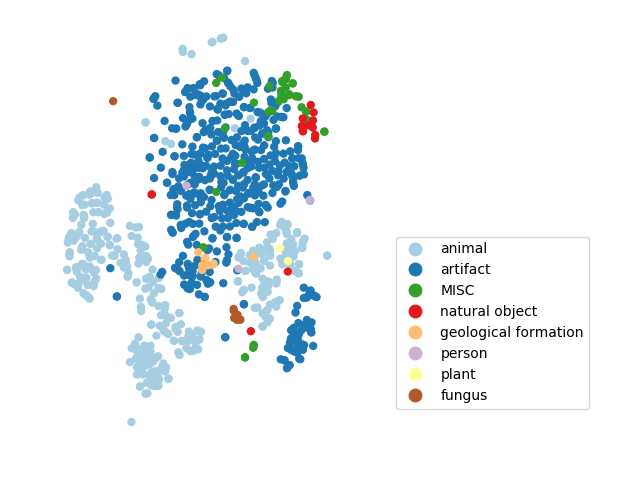 animal
artifact
MISC
natural object
geological formation
person
plant
fungus